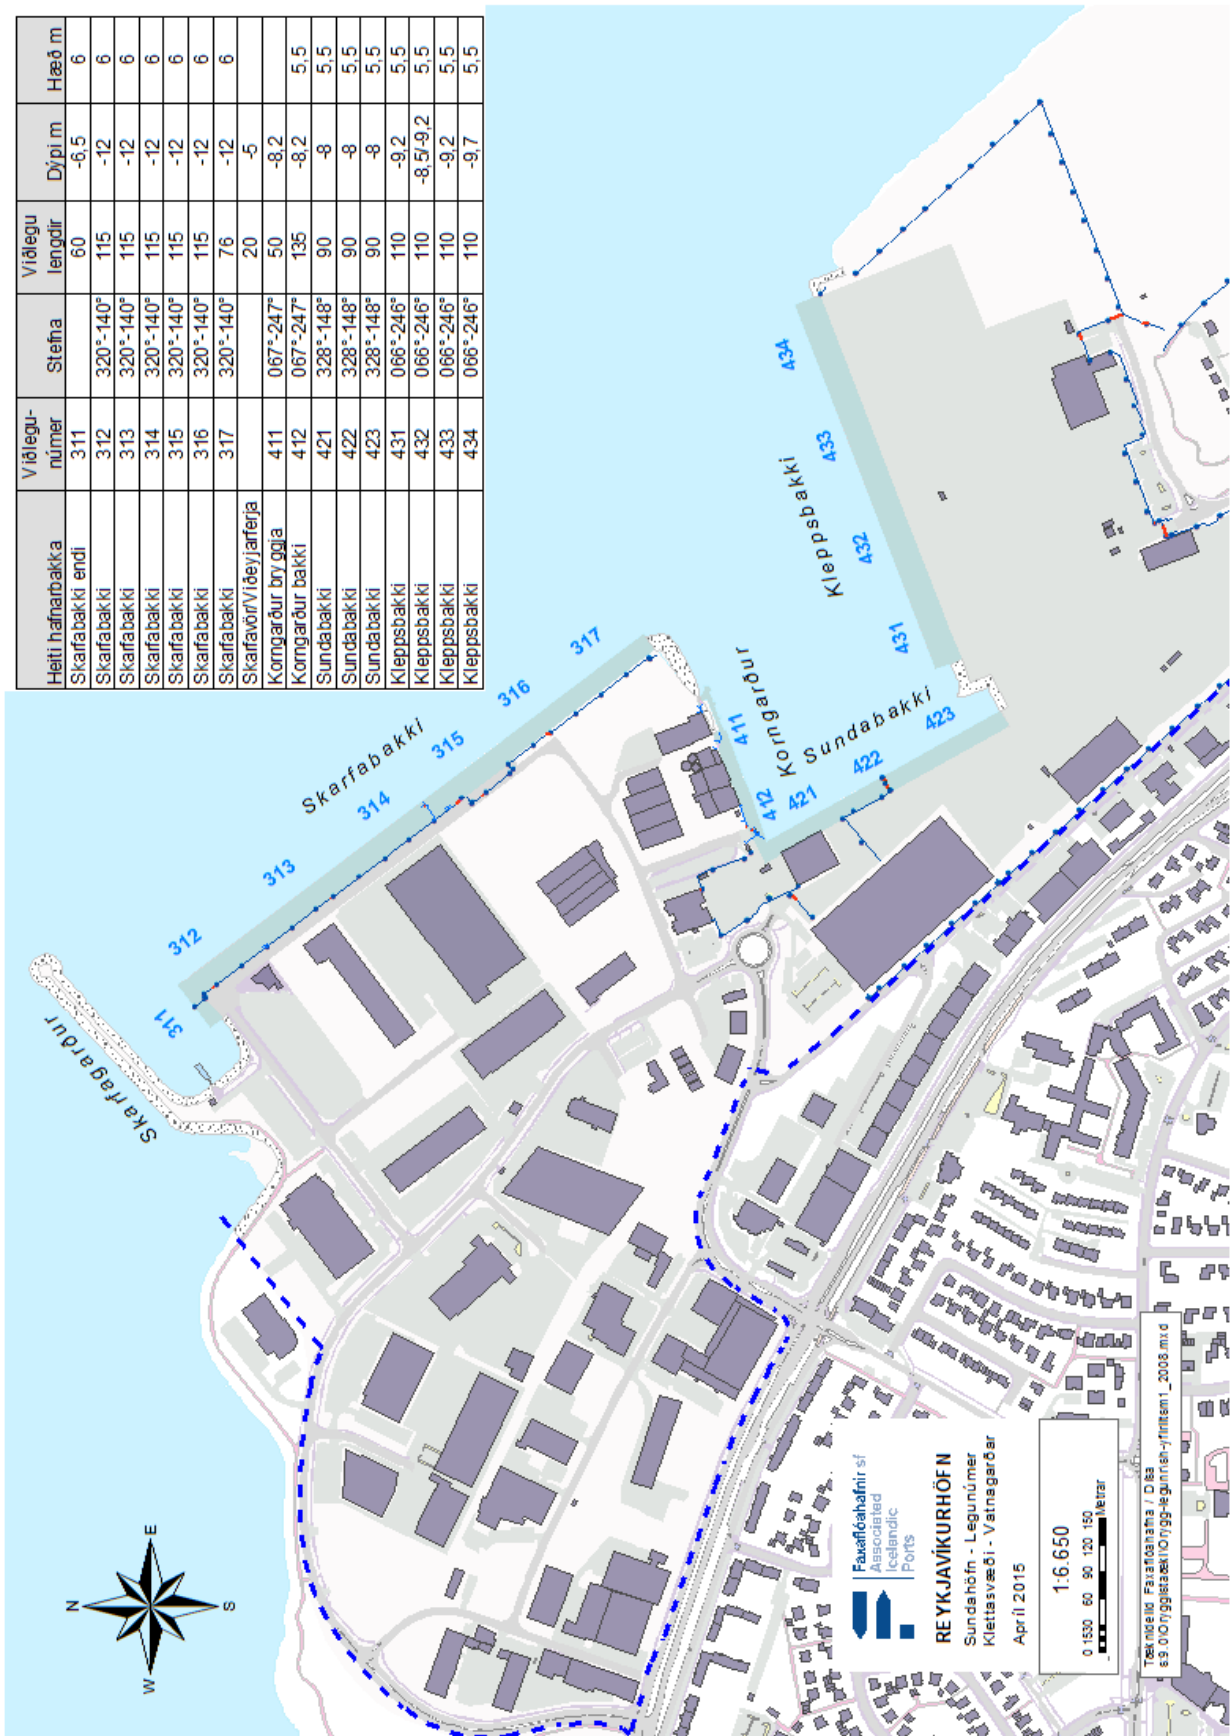 Heiti hafnarbakka Viðlegu-númer Stefna Viðlegu lengdir Dýpi m Hæð m
Skarfabakki endi 311 60 -6,5 6
Skarfabakki 312 320°-140° 115 -12 6
Skarfabakki 313 320°-140° 115 -12 6
Skarfabakki 314 320°-140° 115 -12 6
Skarfabakki 315 320°-140° 115 -12 6
Skarfabakki 316 320°-140° 115 -12 6
Skarfabakki 317 320°-140° 76 -12 6
Skarfavör/Viðeyjarferja 20 -5
Korngarður bryggja 411 067°-247° 50 -8,2
Korngarður bakki 412 067°-247° 135 -8,2 5,5
Sundabakki 421 328°-148° 90 -8 5,5
Sundabakki 422 328°-148° 90 -8 5,5
Sundabakki 423 328°-148° 90 -8 5,5
Kleppsbakki 431 066°-246° 110 -9,2 5,5
Kleppsbakki 432 066°-246° 110 -8,5/-9,2 5,5
Kleppsbakki 433 066°-246° 110 -9,2 5,5
Kleppsbakki 434 066°-246° 110 -9,7 5,5
Skarfagarður
311
312
313
Skarfabakki
314
315
316
317
411
412
Korngarður
421
Sundabakki
422
423
431
Kleppsbakki
432
433
434
N
E
S
W
Faxaflóahafnir sf
Associated
Icelandic
Ports
REYKJAVÍKURHÖFN
Sundahöfn - Legunúmer
Klettasvæði - Vatnagarðar
Apríl 2015
1:6.650
0 1530 60 90 120 150
Metrar
Tæknideild Faxaflóahafna / Dísa